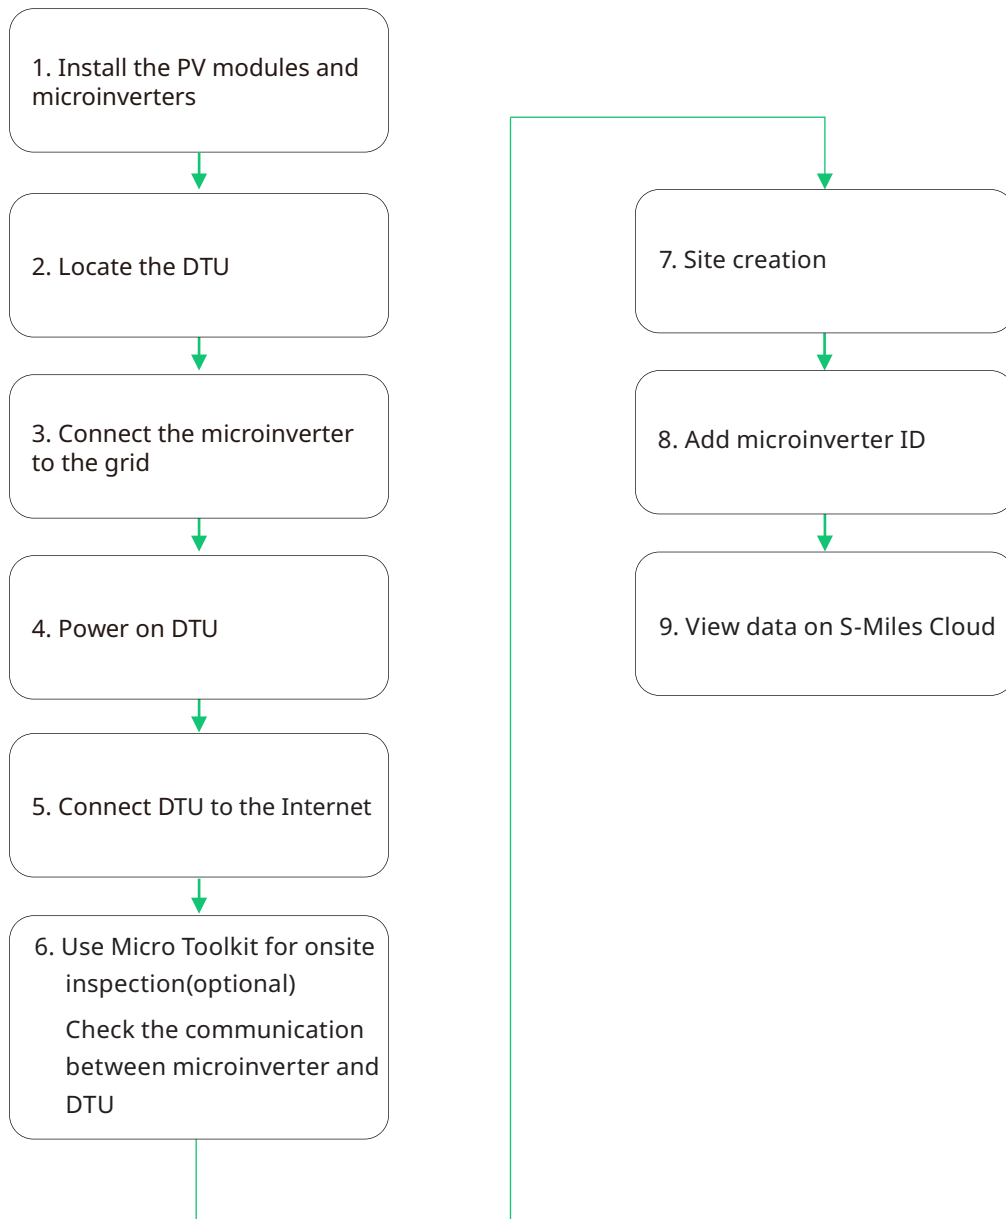 1. Install the PV modules and
microinverters
2. Locate the DTU
3. Connect the microinverter
to the grid
4. Power on DTU
5. Connect DTU to the Internet
6. Use Micro Toolkit for onsite
inspection(optional)
Check the communication
between microinverter and
DTU
7. Site creation
8. Add microinverter ID
9. View data on S-Miles Cloud